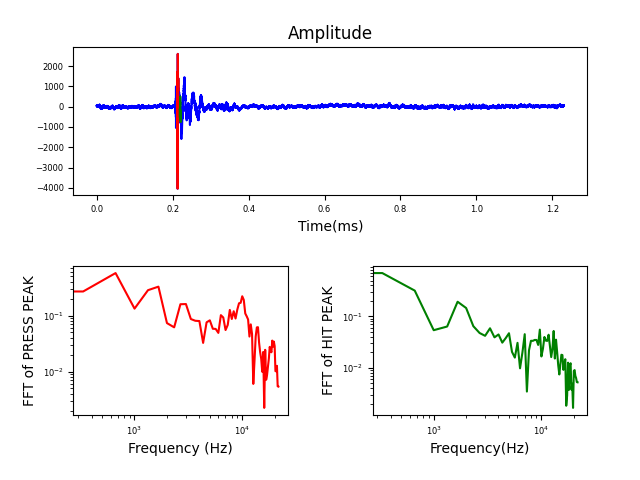 Amplitude
2000
1000
0
−1000
−2000
−3000
−4000
0.0 0.2 0.4 0.6 0.8 1.0 1.2
Time(ms)
FFT of PRESS PEAK
10⁻¹
10⁻²
10³ 10⁴
Frequency (Hz)
FFT of HIT PEAK
10⁻¹
10⁻²
10³ 10⁴
Frequency(Hz)